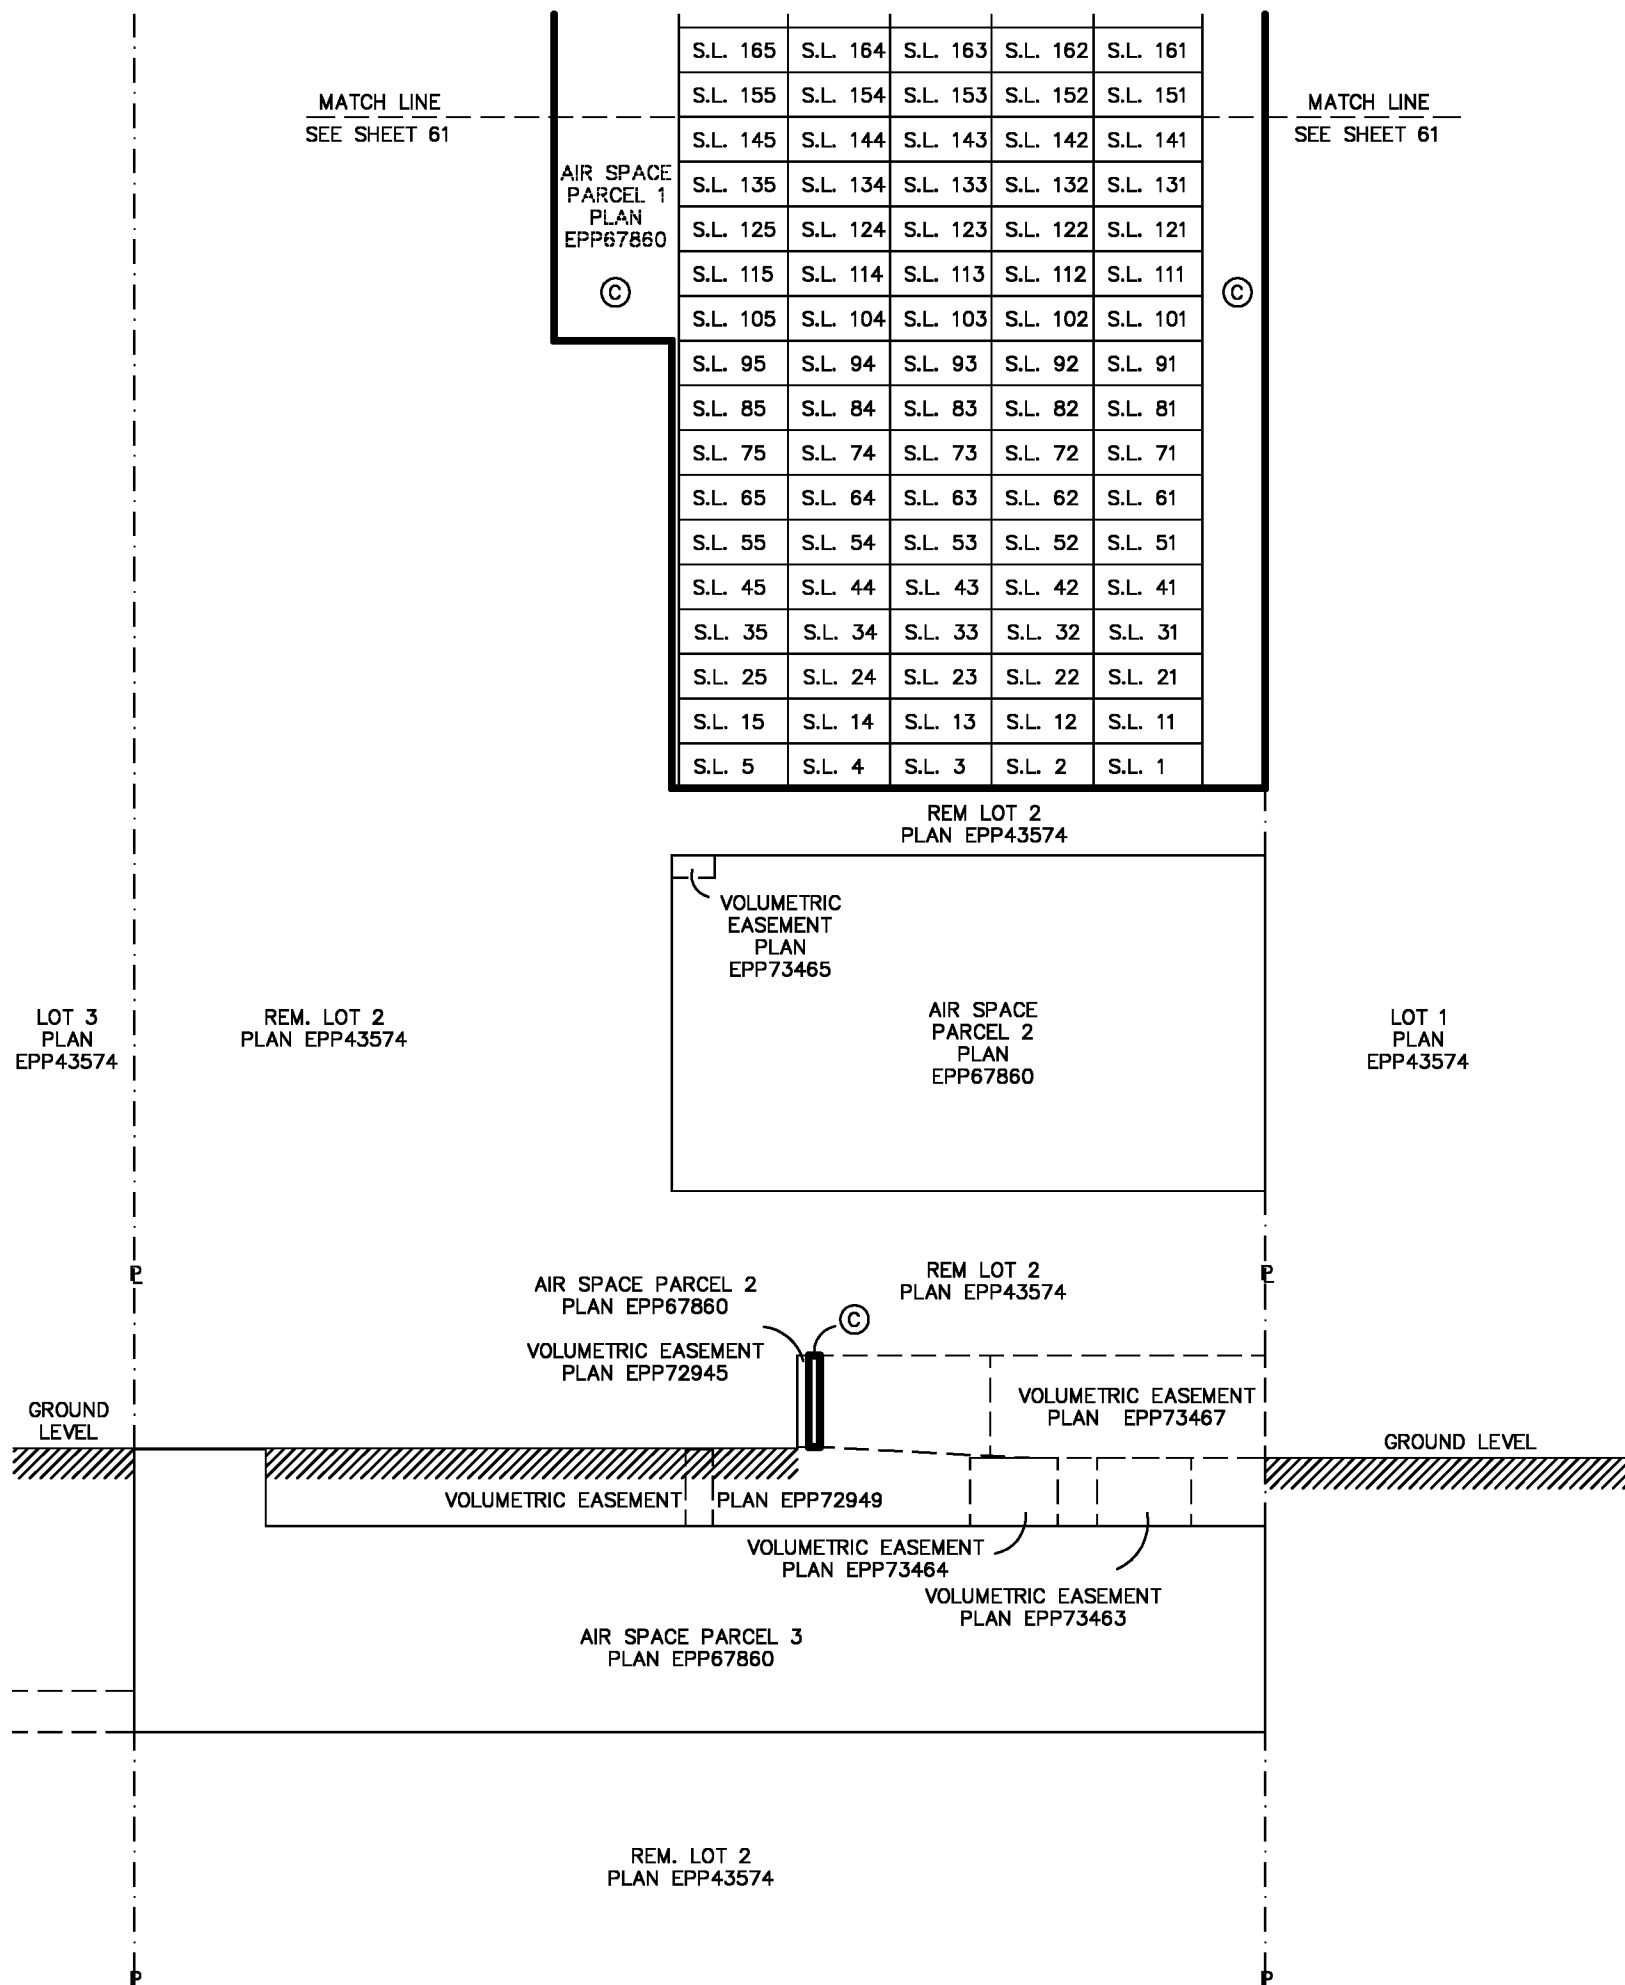 S.L. 165 S.L. 164 S.L. 163 S.L. 162 S.L. 161
S.L. 155 S.L. 154 S.L. 153 S.L. 152 S.L. 151
MATCH LINE
SEE SHEET 61
MATCH LINE
SEE SHEET 61
S.L. 145 S.L. 144 S.L. 143 S.L. 142 S.L. 141
AIR SPACE
PARCEL 1
PLAN
EPP67860
C
S.L. 135 S.L. 134 S.L. 133 S.L. 132 S.L. 131
S.L. 125 S.L. 124 S.L. 123 S.L. 122 S.L. 121
S.L. 115 S.L. 114 S.L. 113 S.L. 112 S.L. 111
C
S.L. 105 S.L. 104 S.L. 103 S.L. 102 S.L. 101
S.L. 95 S.L. 94 S.L. 93 S.L. 92 S.L. 91
S.L. 85 S.L. 84 S.L. 83 S.L. 82 S.L. 81
S.L. 75 S.L. 74 S.L. 73 S.L. 72 S.L. 71
S.L. 65 S.L. 64 S.L. 63 S.L. 62 S.L. 61
S.L. 55 S.L. 54 S.L. 53 S.L. 52 S.L. 51
S.L. 45 S.L. 44 S.L. 43 S.L. 42 S.L. 41
S.L. 35 S.L. 34 S.L. 33 S.L. 32 S.L. 31
S.L. 25 S.L. 24 S.L. 23 S.L. 22 S.L. 21
S.L. 15 S.L. 14 S.L. 13 S.L. 12 S.L. 11
S.L. 5 S.L. 4 S.L. 3 S.L. 2 S.L. 1
REM LOT 2
PLAN EPP43574
VOLUMETRIC
EASEMENT
PLAN
EPP73465
LOT 3
PLAN
EPP43574
REM. LOT 2
PLAN EPP43574
AIR SPACE
PARCEL 2
PLAN
EPP67860
LOT 1
PLAN
EPP43574
PL
AIR SPACE PARCEL 2
PLAN EPP67860
REM LOT 2
PLAN EPP43574
PL
C
VOLUMETRIC EASEMENT
PLAN EPP72945
VOLUMETRIC EASEMENT
PLAN EPP73467
GROUND
LEVEL
GROUND LEVEL
VOLUMETRIC EASEMENT PLAN EPP72949
VOLUMETRIC EASEMENT
PLAN EPP73464
VOLUMETRIC EASEMENT
PLAN EPP73463
AIR SPACE PARCEL 3
PLAN EPP67860
REM. LOT 2
PLAN EPP43574
P
P